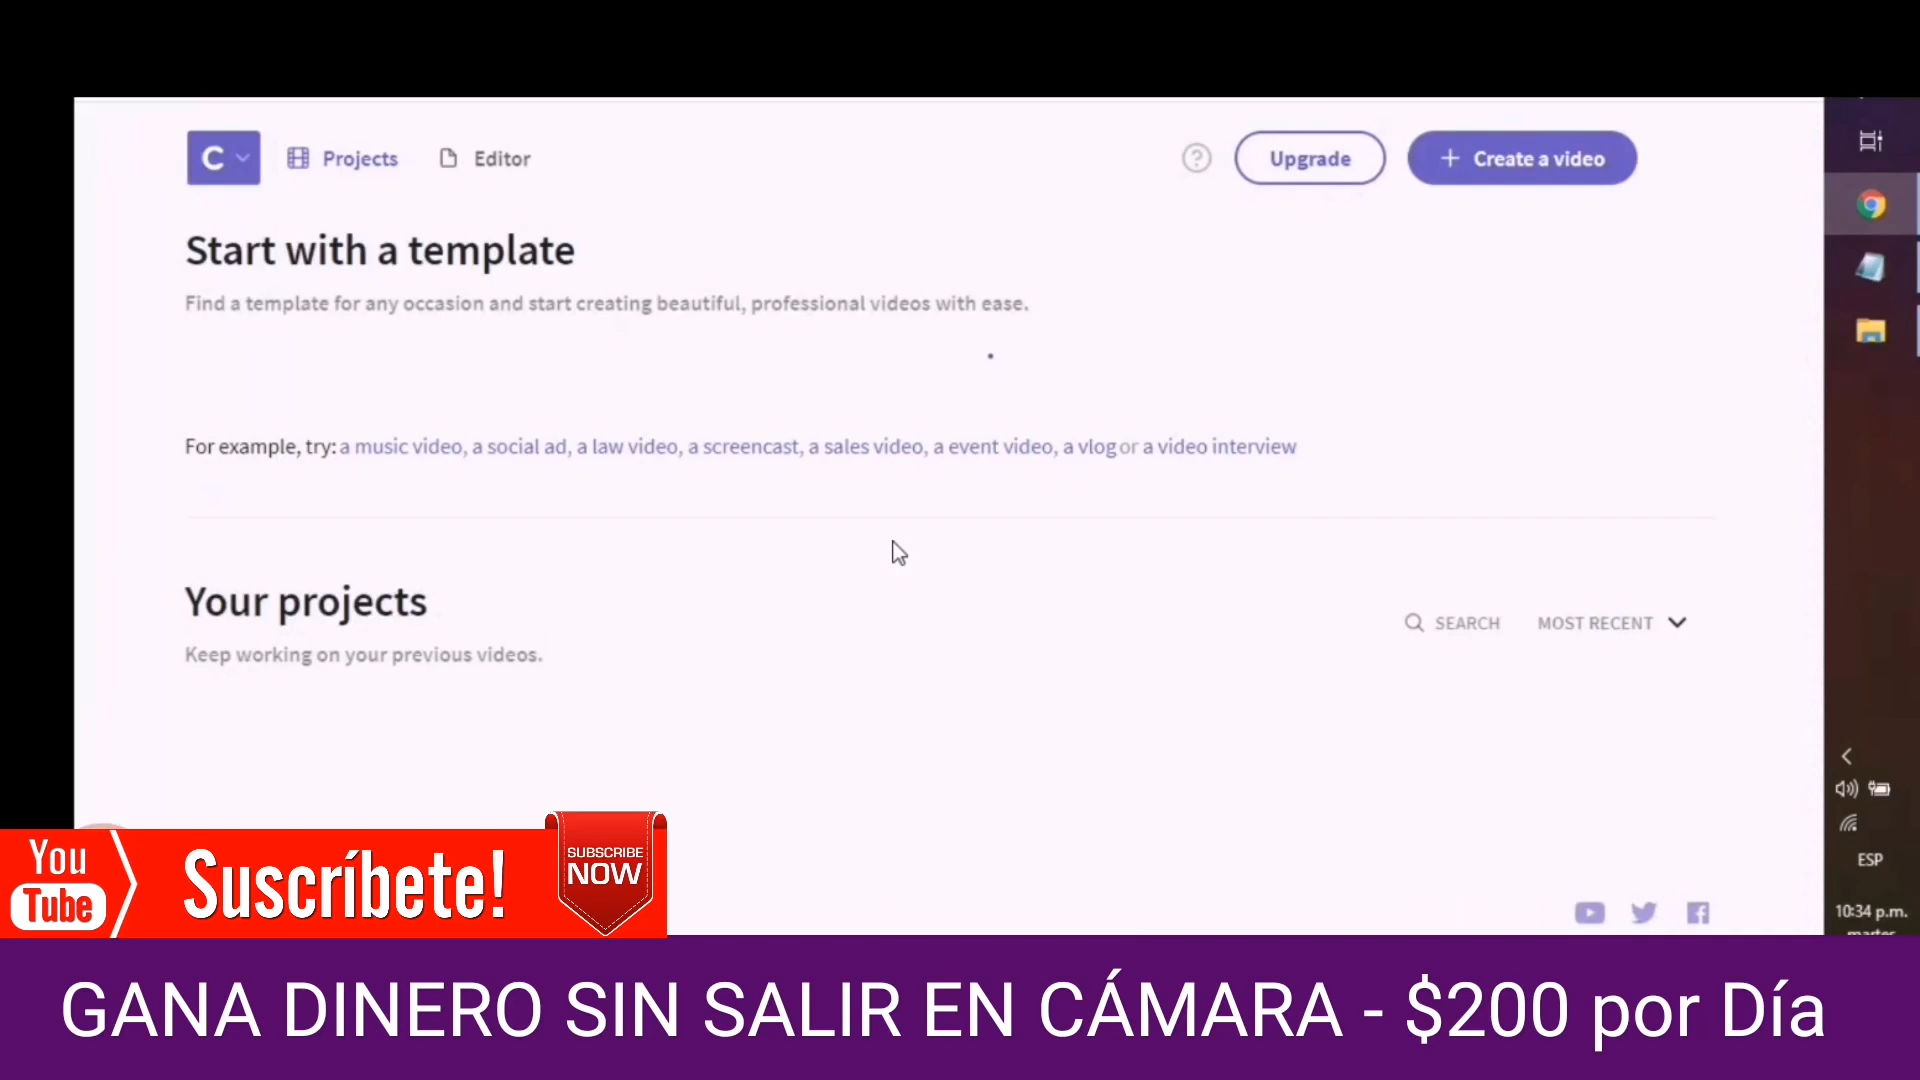 C
Projects
Editor
?
Upgrade
+ Create a video
Start with a template
Find a template for any occasion and start creating beautiful, professional videos with ease.
For example, try: a music video, a social ad, a law video, a screencast, a sales video, a event video, a vlog or a video interview
Your projects
SEARCH
MOST RECENT
Keep working on your previous videos.
ESP
10:34 p.m.
martes
You
Tube
Suscríbete!
SUBSCRIBE
NOW
GANA DINERO SIN SALIR EN CÁMARA - $200 por Día